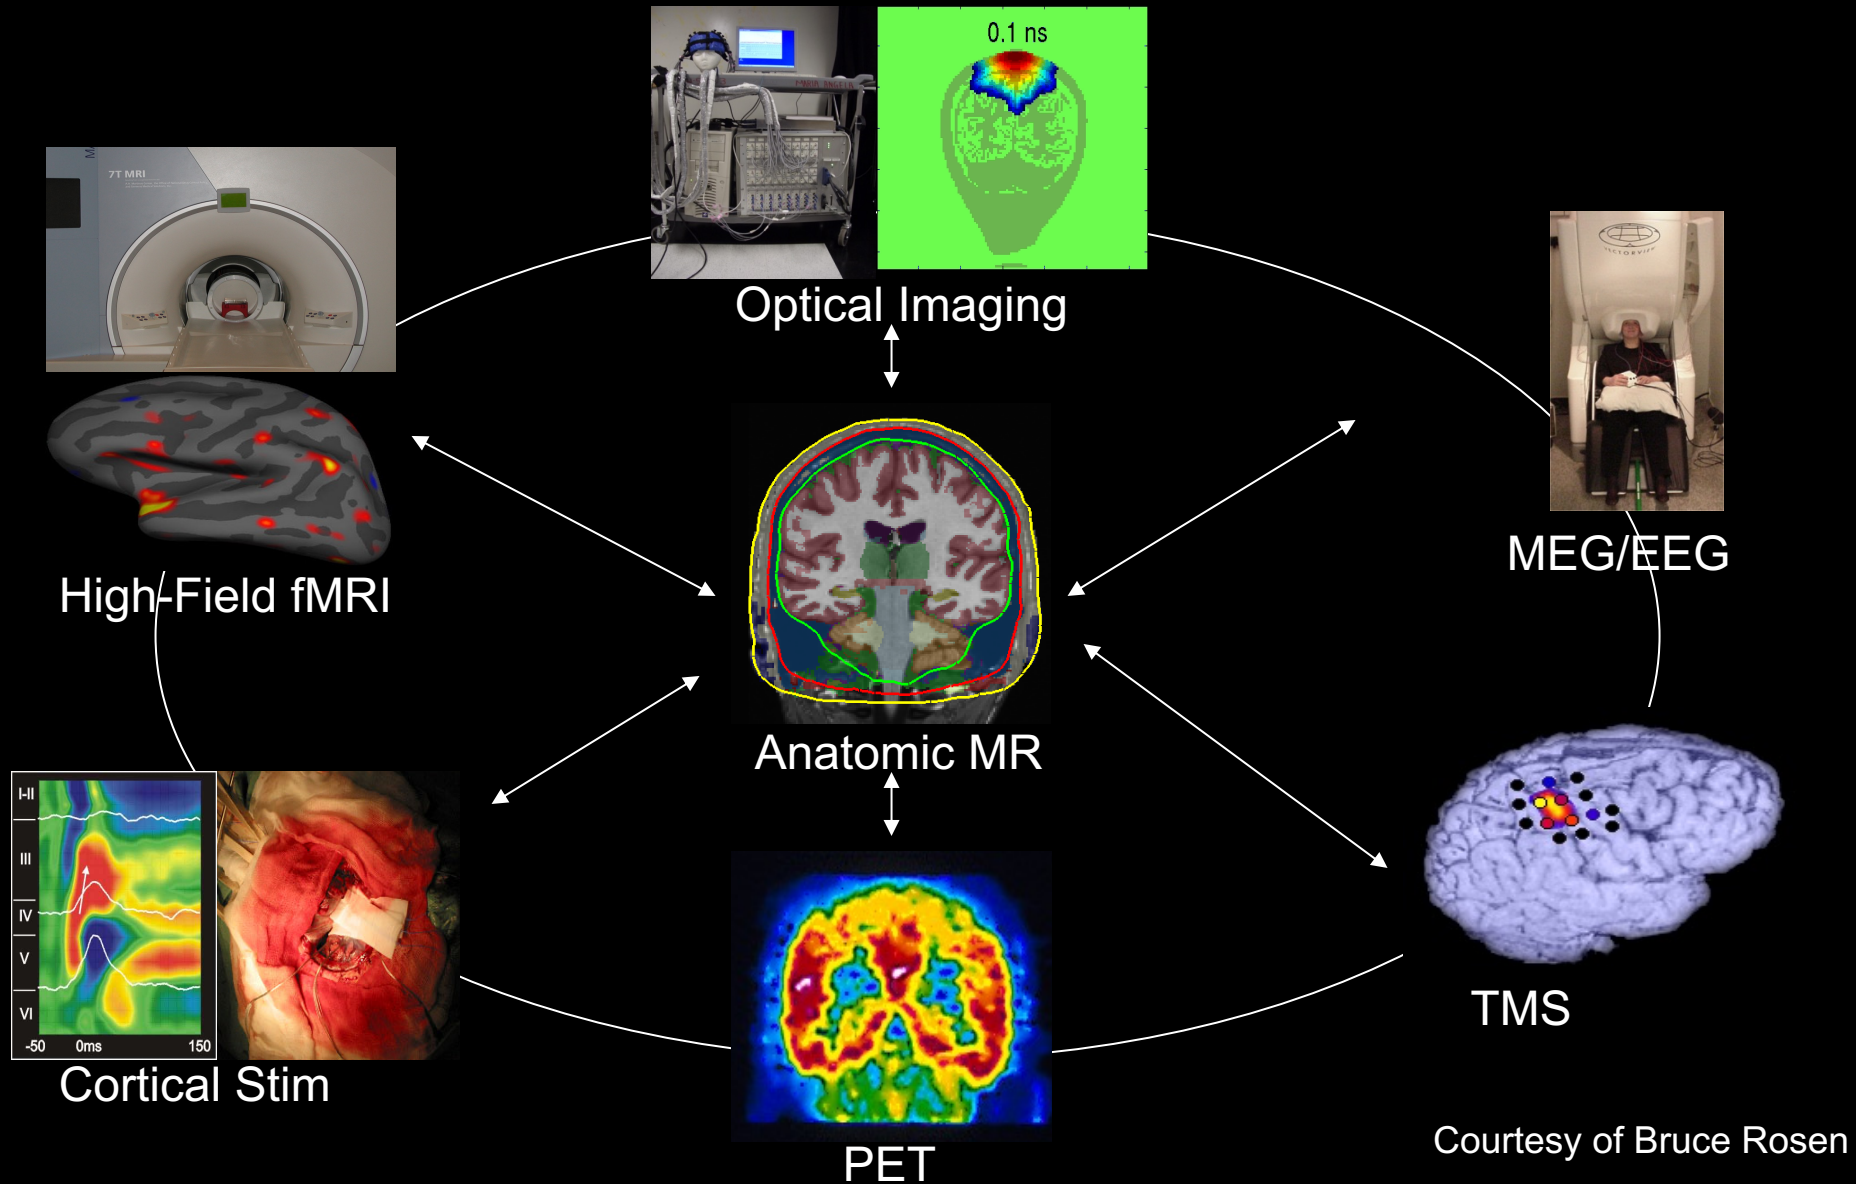 0.1 ns
7T MRI
Optical Imaging
High-Field fMRI
MEG/EEG
Anatomic MR
I-II
III
IV
V
VI
-50 0ms 150
Cortical Stim
TMS
PET
Courtesy of Bruce Rosen